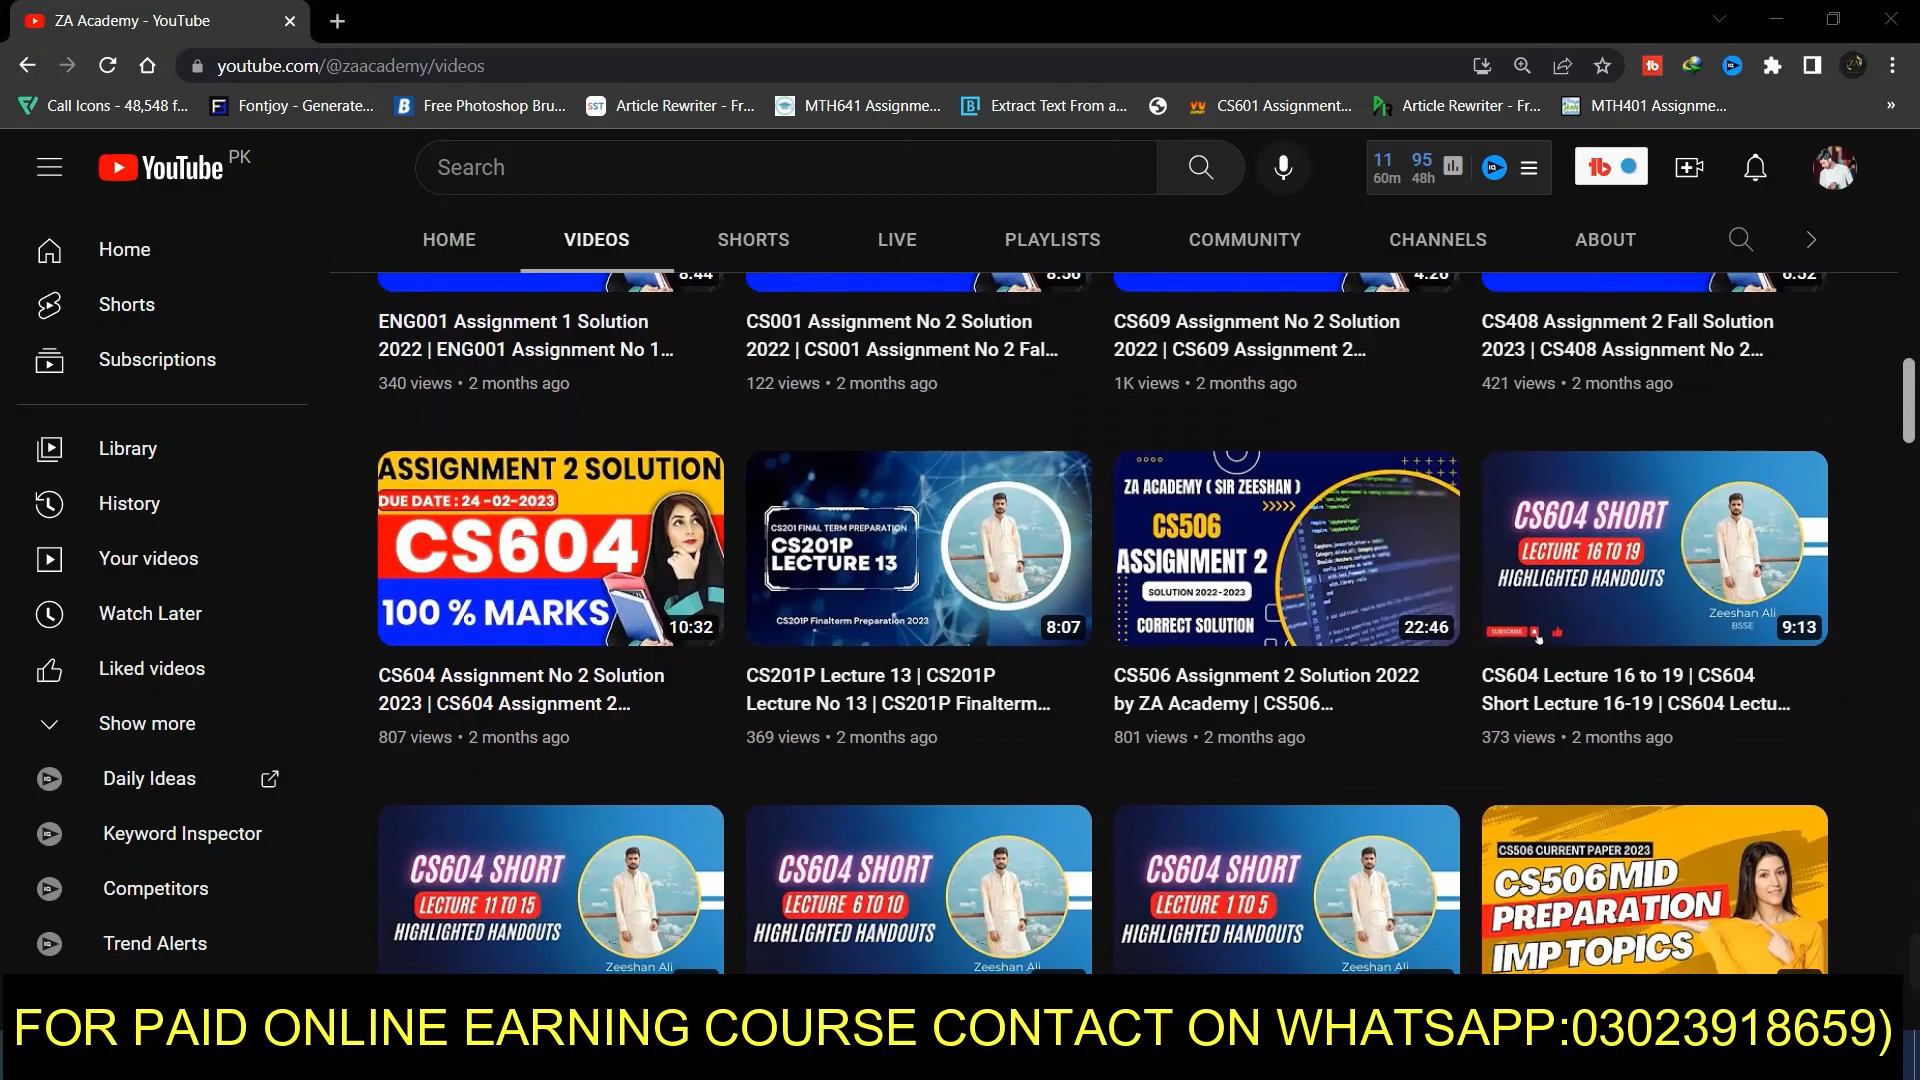 ZA Academy - YouTube
youtube.com/@zaacademy/videos
Call Icons - 48,548 f...
Fontjoy - Generate...
Free Photoshop Bru...
Article Rewriter - Fr...
MTH641 Assignme...
Extract Text From a...
CS601 Assignment...
Article Rewriter - Fr...
MTH401 Assignme...
YouTube PK
Search
11 95
60m 48h
HOME VIDEOS SHORTS LIVE PLAYLISTS COMMUNITY CHANNELS ABOUT
Home
Shorts
Subscriptions
Library
History
Your videos
Watch Later
Liked videos
Show more
Daily Ideas
Keyword Inspector
Competitors
Trend Alerts
8:44
ENG001 Assignment 1 Solution
2022 | ENG001 Assignment No 1...
340 views • 2 months ago
CS001 Assignment No 2 Solution
2022 | CS001 Assignment No 2 Fal...
122 views • 2 months ago
4:26
CS609 Assignment No 2 Solution
2022 | CS609 Assignment 2...
1K views • 2 months ago
CS408 Assignment 2 Fall Solution
2023 | CS408 Assignment No 2...
421 views • 2 months ago
ASSIGNMENT 2 SOLUTION
DUE DATE : 24 -02-2023
CS604
100 % MARKS
10:32
CS604 Assignment No 2 Solution
2023 | CS604 Assignment 2...
807 views • 2 months ago
CS201 FINAL TERM PREPARATION
CS201P
LECTURE 13
CS201P Finalterm Preparation 2023
8:07
CS201P Lecture 13 | CS201P
Lecture No 13 | CS201P Finalterm...
369 views • 2 months ago
ZA ACADEMY ( SIR ZEESHAN )
CS506
ASSIGNMENT 2
SOLUTION 2022-2023
CORRECT SOLUTION
22:46
CS506 Assignment 2 Solution 2022
by ZA Academy | CS506...
801 views • 2 months ago
CS604 SHORT
LECTURE 16 TO 19
HIGHLIGHTED HANDOUTS
Zeeshan Ali
BSSE
SUBSCRIBE
9:13
CS604 Lecture 16 to 19 | CS604
Short Lecture 16-19 | CS604 Lectu...
373 views • 2 months ago
CS604 SHORT
LECTURE 11 TO 15
HIGHLIGHTED HANDOUTS
Zeeshan Ali
CS604 SHORT
LECTURE 6 TO 10
HIGHLIGHTED HANDOUTS
Zeeshan Ali
CS604 SHORT
LECTURE 1 TO 5
HIGHLIGHTED HANDOUTS
Zeeshan Ali
CS506 CURRENT PAPER 2023
CS506 MID
PREPARATION
IMP TOPICS
FOR PAID ONLINE EARNING COURSE CONTACT ON WHATSAPP:03023918659)